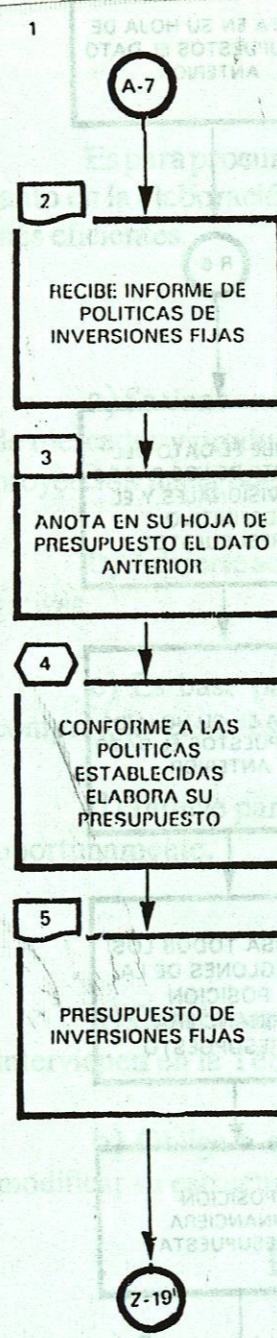 1
A-7
2
RECIBE INFORME DE
POLITICAS DE
INVERSIONES FIJAS
3
ANOTA EN SU HOJA DE
PRESUPUESTO EL DATO
ANTERIOR
4
CONFORME A LAS
POLITICAS
ESTABLECIDAS
ELABORA SU
PRESUPUESTO
5
PRESUPUESTO DE
INVERSIONES FIJAS
Z-19